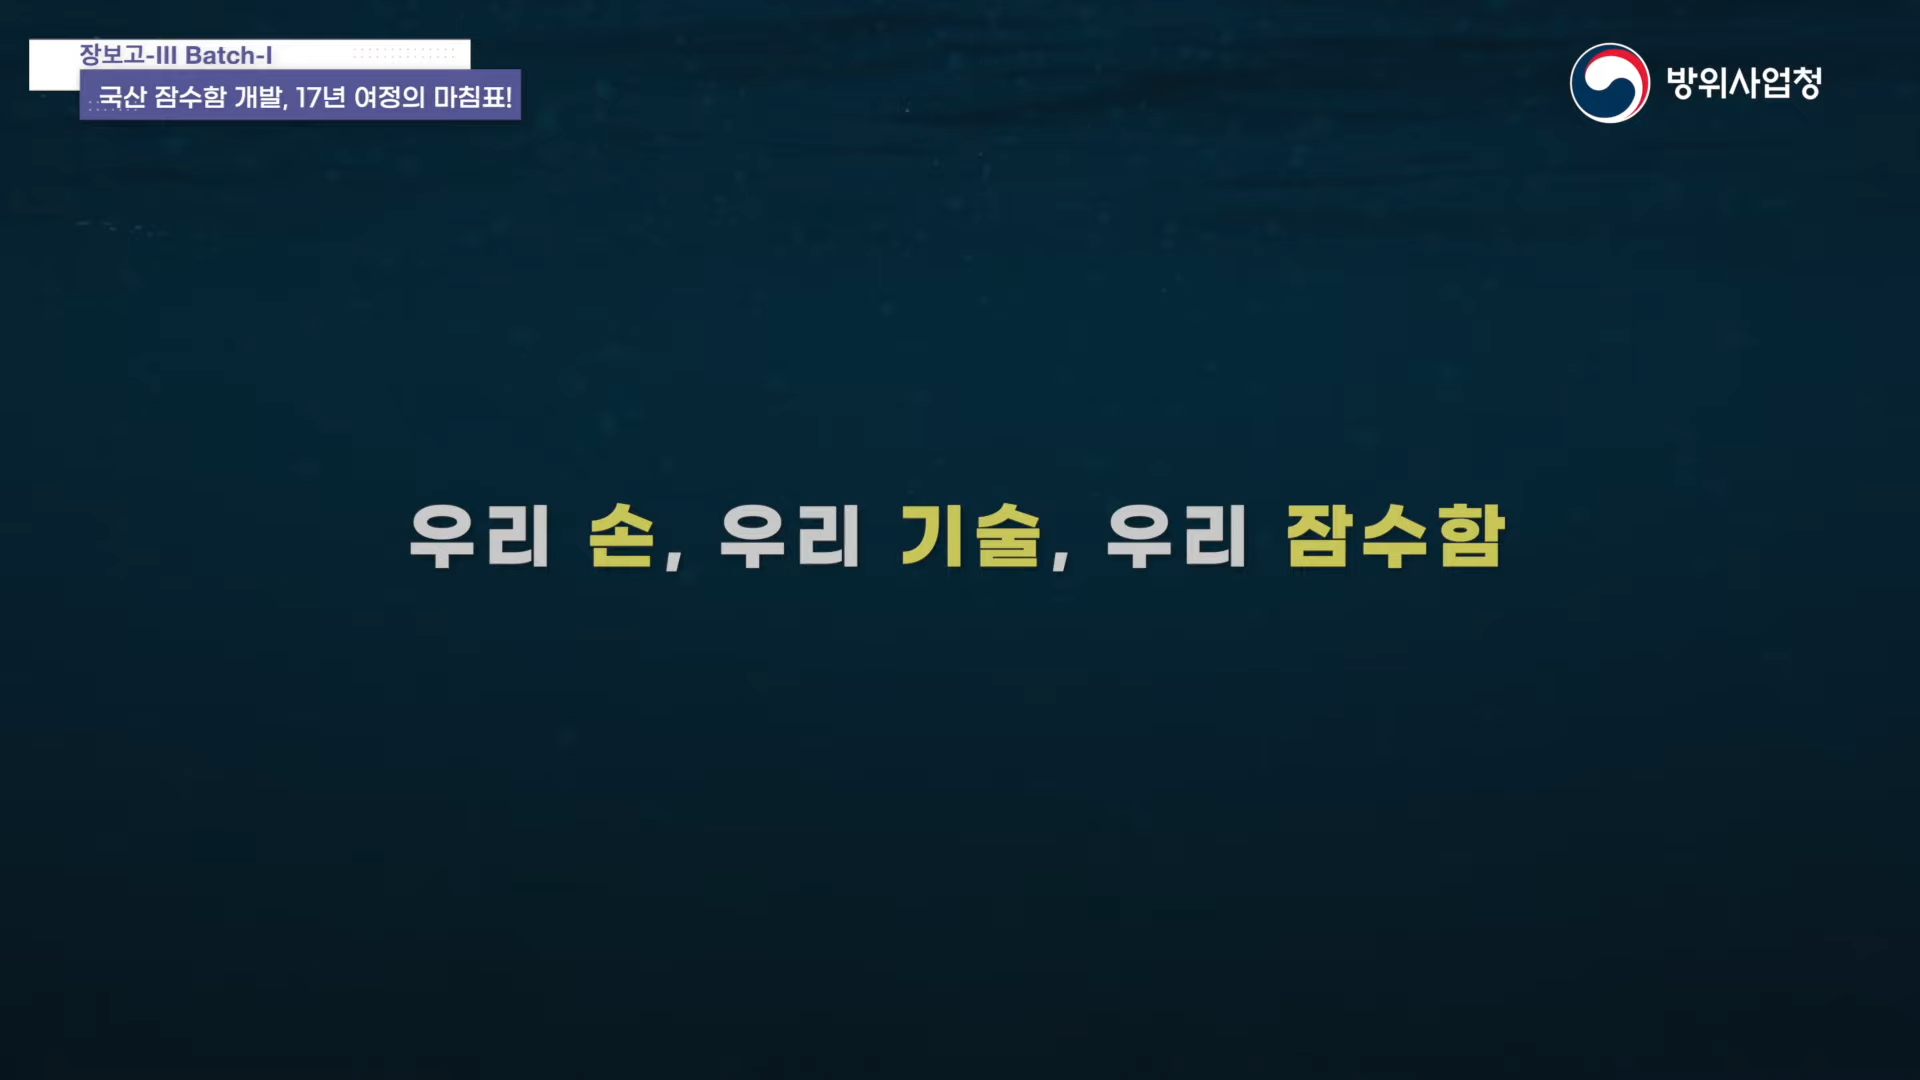 장보고-III Batch-I
국산 잠수함 개발, 17년 여정의 마침표!
방위사업청
우리 손, 우리 기술, 우리 잠수함